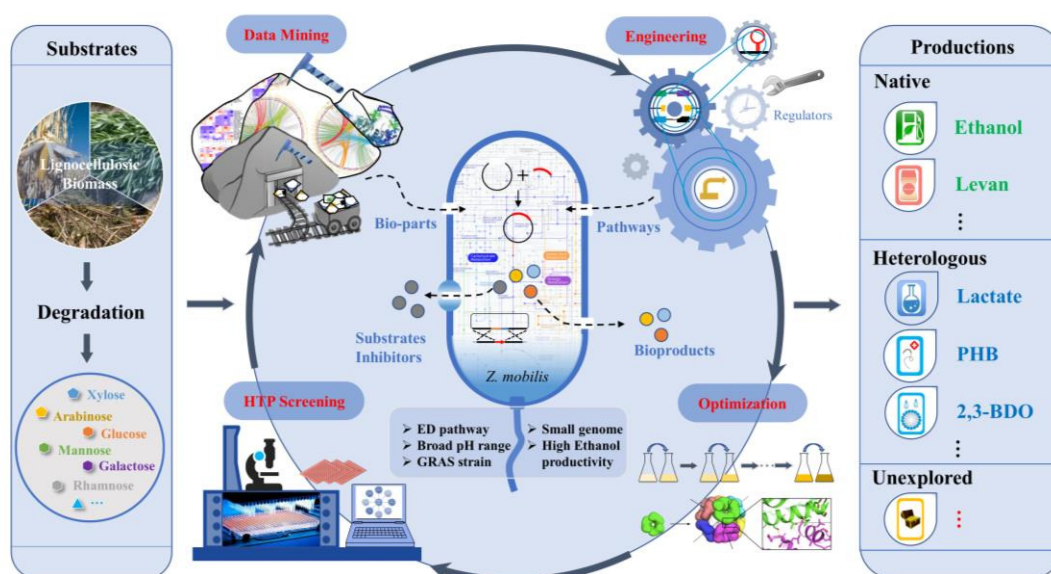 Substrates
Lignocellulosic
Biomass
Degradation
Xylose
Arabinose
Glucose
Mannose
Galactose
Rhamnose
...
Data Mining
Engineering
Regulators
Bio-parts
+
Pathways
Substrates
Inhibitors
Bioproducts
Z. mobilis
HTP Screening
Optimization
➢ ED pathway
➢ Broad pH range
➢ GRAS strain
➢ Small genome
➢ High Ethanol
productivity
Productions
Native
Ethanol
Levan
⋮
Heterologous
Lactate
PHB
2,3-BDO
⋮
Unexplored
⋮